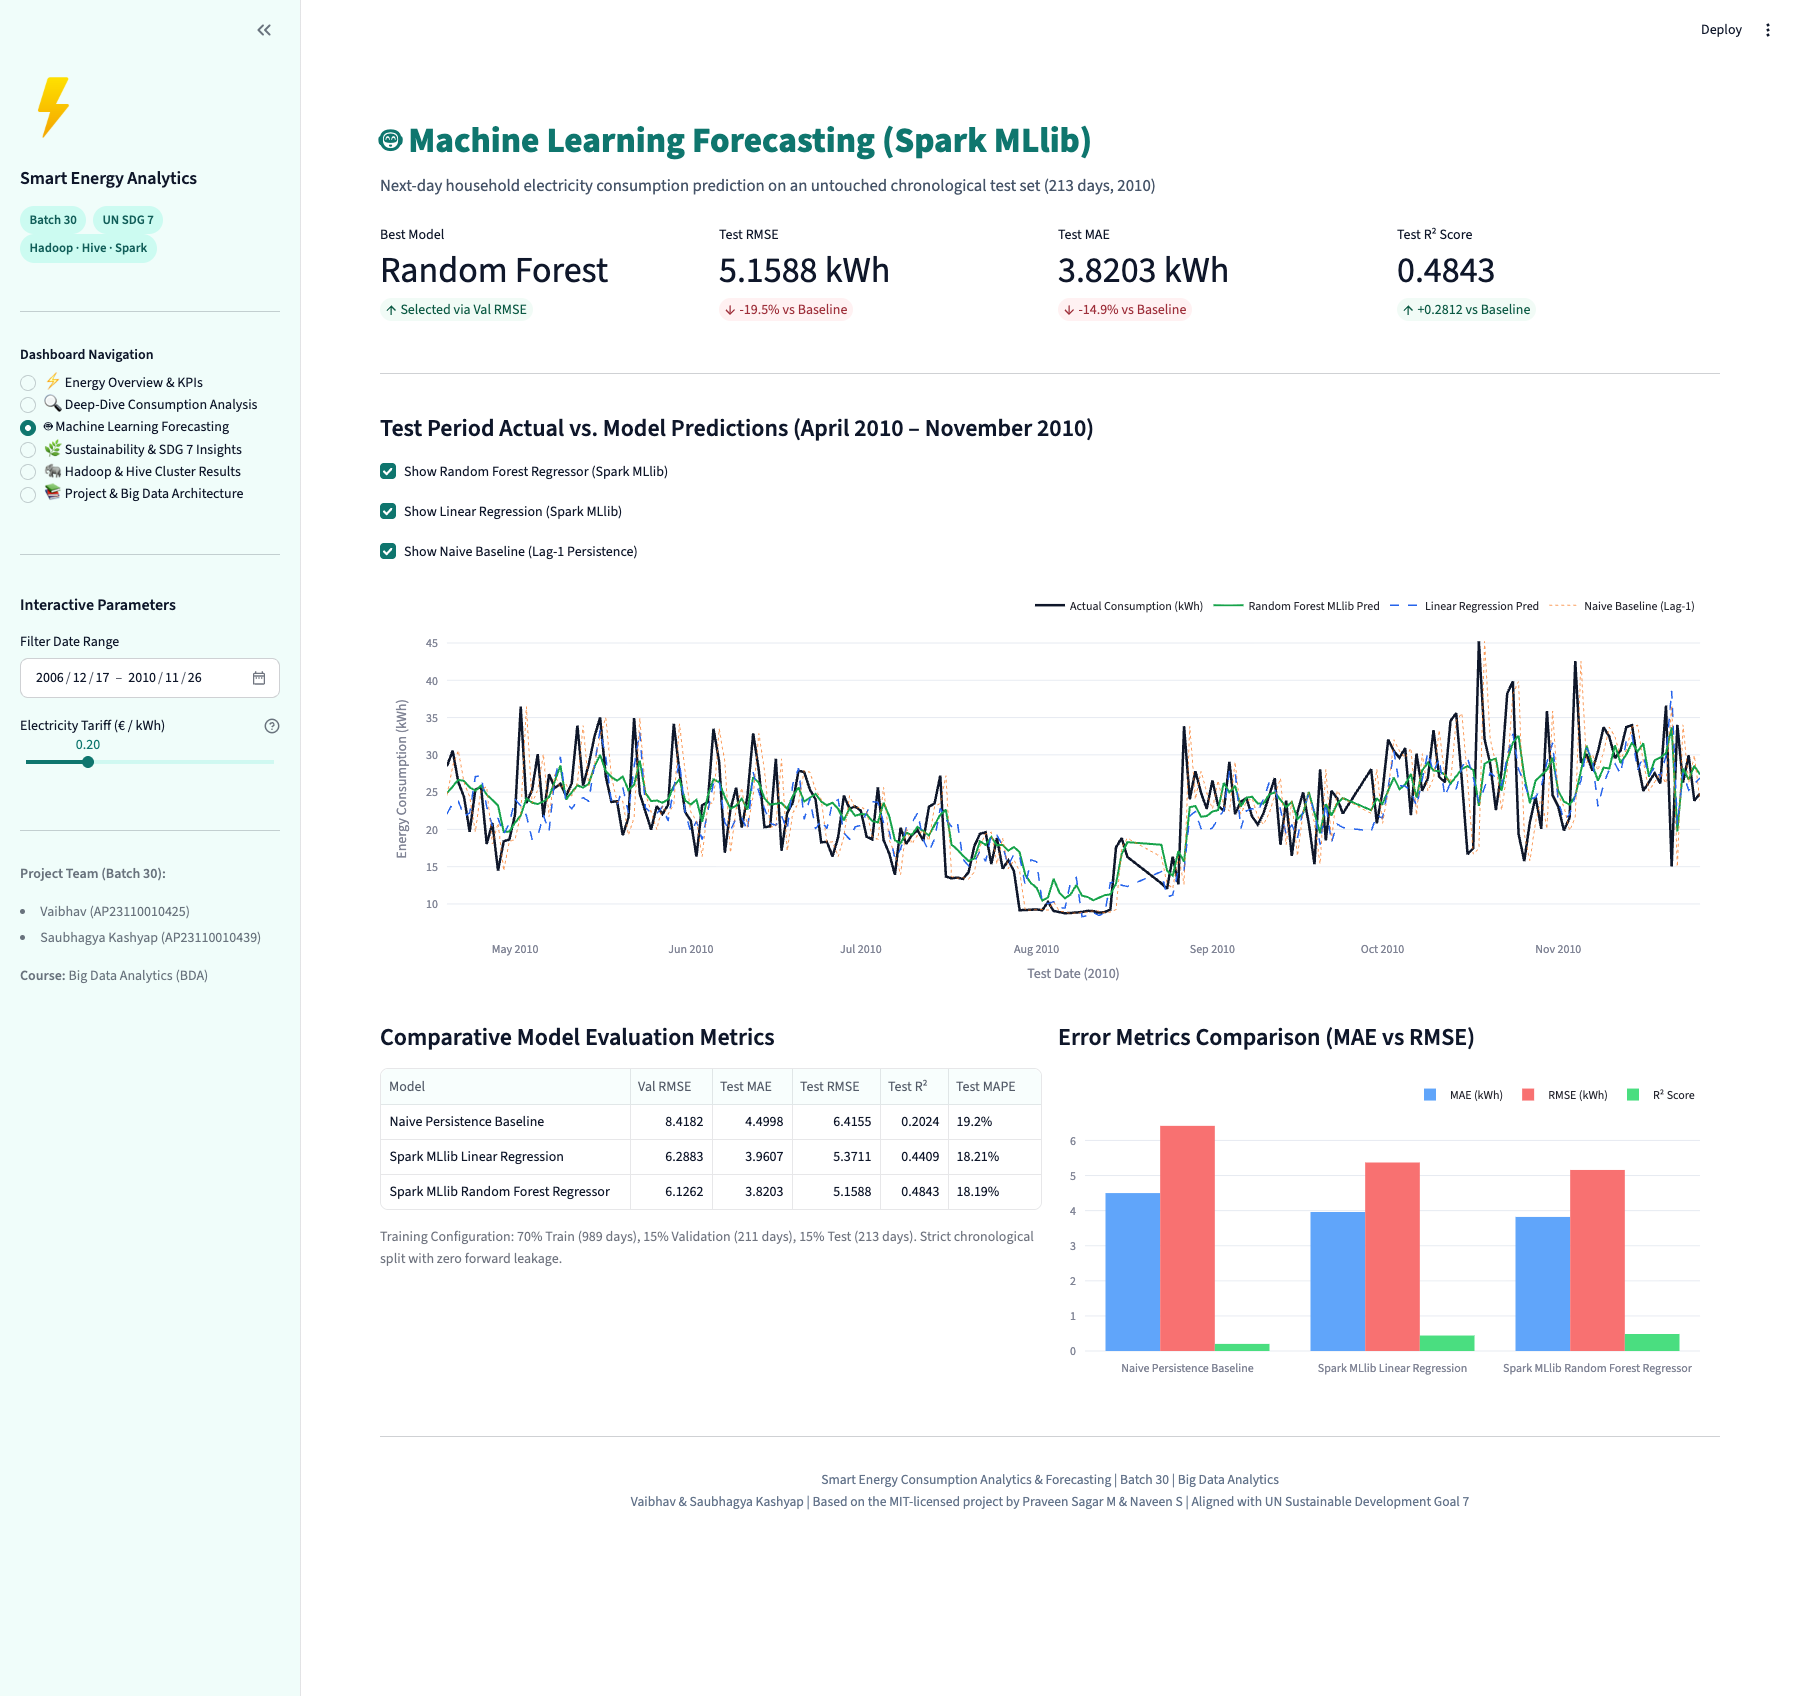 Deploy
Smart Energy Analytics
Batch 30 UN SDG 7
Hadoop · Hive · Spark
Dashboard Navigation
Energy Overview & KPIs
Deep-Dive Consumption Analysis
Machine Learning Forecasting
Sustainability & SDG 7 Insights
Hadoop & Hive Cluster Results
Project & Big Data Architecture
Interactive Parameters
Filter Date Range
2006 / 12 / 17 – 2010 / 11 / 26
Electricity Tariff (€ / kWh)
0.20
Project Team (Batch 30):
Vaibhav (AP23110010425)
Saubhagya Kashyap (AP23110010439)
Course: Big Data Analytics (BDA)
Machine Learning Forecasting (Spark MLlib)
Next-day household electricity consumption prediction on an untouched chronological test set (213 days, 2010)
Best Model Test RMSE Test MAE Test R² Score
Random Forest 5.1588 kWh 3.8203 kWh 0.4843
↑ Selected via Val RMSE ↓ -19.5% vs Baseline ↓ -14.9% vs Baseline ↑ +0.2812 vs Baseline
Test Period Actual vs. Model Predictions (April 2010 – November 2010)
Show Random Forest Regressor (Spark MLlib)
Show Linear Regression (Spark MLlib)
Show Naive Baseline (Lag-1 Persistence)
Actual Consumption (kWh) Random Forest MLlib Pred Linear Regression Pred Naive Baseline (Lag-1)
Energy Consumption (kWh)
45
40
35
30
25
20
15
10
May 2010 Jun 2010 Jul 2010 Aug 2010 Sep 2010 Oct 2010 Nov 2010
Test Date (2010)
Comparative Model Evaluation Metrics
Model Val RMSE Test MAE Test RMSE Test R² Test MAPE
Naive Persistence Baseline 8.4182 4.4998 6.4155 0.2024 19.2%
Spark MLlib Linear Regression 6.2883 3.9607 5.3711 0.4409 18.21%
Spark MLlib Random Forest Regressor 6.1262 3.8203 5.1588 0.4843 18.19%
Training Configuration: 70% Train (989 days), 15% Validation (211 days), 15% Test (213 days). Strict chronological
split with zero forward leakage.
Error Metrics Comparison (MAE vs RMSE)
MAE (kWh) RMSE (kWh) R² Score
6
5
4
3
2
1
0
Naive Persistence Baseline Spark MLlib Linear Regression Spark MLlib Random Forest Regressor
Smart Energy Consumption Analytics & Forecasting | Batch 30 | Big Data Analytics
Vaibhav & Saubhagya Kashyap | Based on the MIT-licensed project by Praveen Sagar M & Naveen S | Aligned with UN Sustainable Development Goal 7